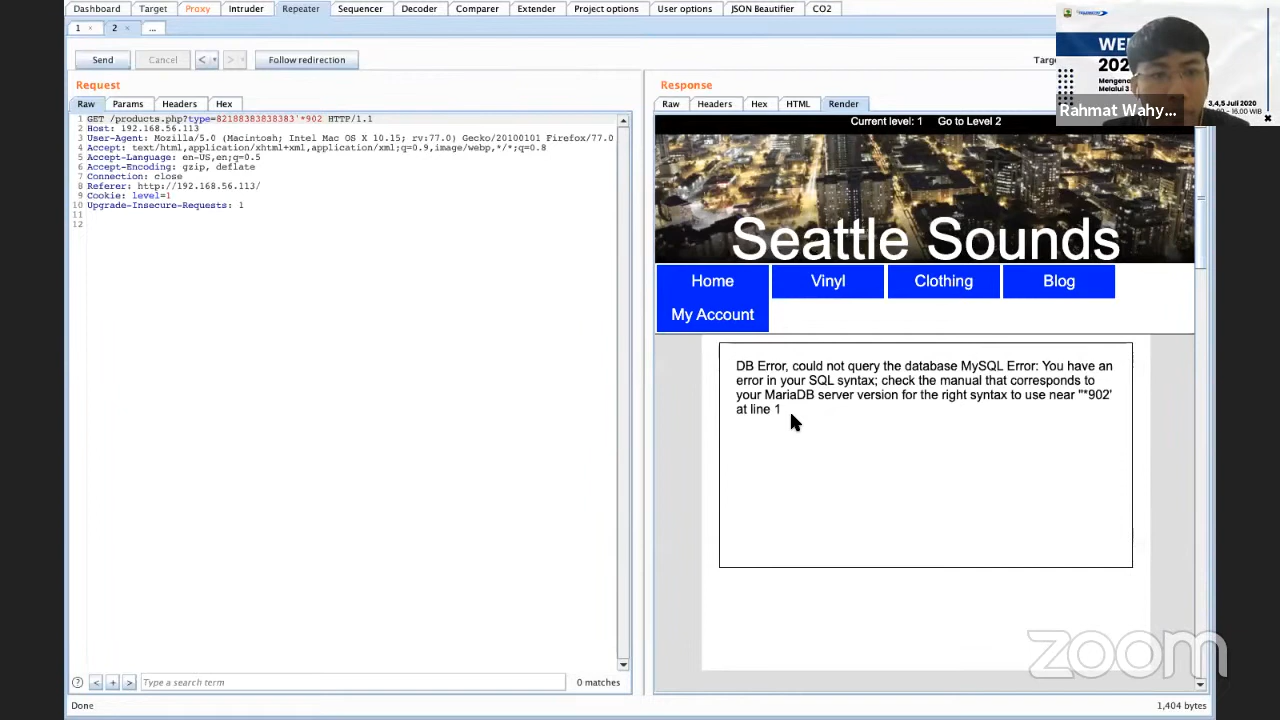 Dashboard Target Proxy Intruder Repeater Sequencer Decoder Comparer Extender Project options User options JSON Beautifier CO2
1 × 2 × ...
Send Cancel < > Follow redirection
Request
Raw Params Headers Hex
1 GET /products.php?type=82188383838383'*902 HTTP/1.1
2 Host: 192.168.56.113
3 User-Agent: Mozilla/5.0 (Macintosh; Intel Mac OS X 10.15; rv:77.0) Gecko/20100101 Firefox/77.0
4 Accept: text/html,application/xhtml+xml,application/xml;q=0.9,image/webp,*/*;q=0.8
5 Accept-Language: en-US,en;q=0.5
6 Accept-Encoding: gzip, deflate
7 Connection: close
8 Referer: http://192.168.56.113/
9 Cookie: level=1
10 Upgrade-Insecure-Requests: 1
11
12
? < + > Type a search term 0 matches
Done
Response
Raw Headers Hex HTML Render
Current level: 1 Go to Level 2
Seattle Sounds
Home Vinyl Clothing Blog
My Account
DB Error, could not query the database MySQL Error: You have an
error in your SQL syntax; check the manual that corresponds to
your MariaDB server version for the right syntax to use near ''*902'
at line 1
1,404 bytes
Rahmat Wahy...
3,4,5 Juli 2020
16.00 WIB
zoom